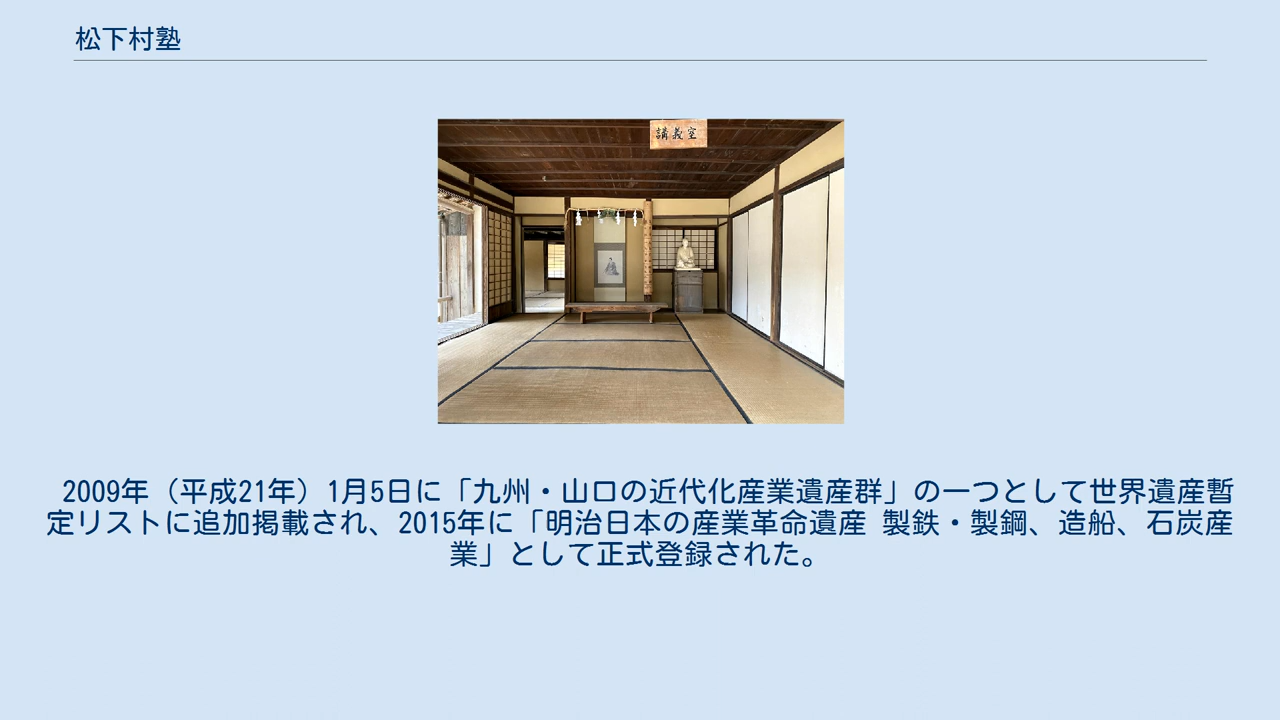 松下村塾
講義室
2009年（平成21年）1月5日に「九州・山口の近代化産業遺産群」の一つとして世界遺産暫
定リストに追加掲載され、2015年に「明治日本の産業革命遺産 製鉄・製鋼、造船、石炭産
業」として正式登録された。